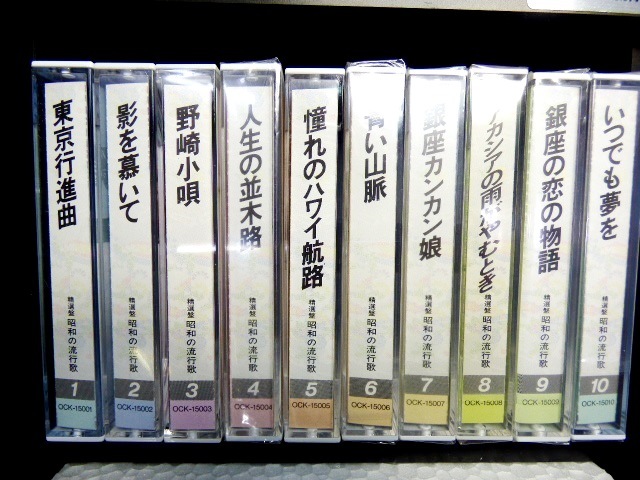 東京行進曲
精選盤 昭和の流行歌
1
OCK-15001
影を慕いて
精選盤 昭和の流行歌
2
OCK-15002
野崎小唄
精選盤 昭和の流行歌
3
OCK-15003
人生の並木路
精選盤 昭和の流行歌
4
OCK-15004
憧れのハワイ航路
精選盤 昭和の流行歌
5
OCK-15005
青い山脈
精選盤 昭和の流行歌
6
OCK-15006
銀座カンカン娘
精選盤 昭和の流行歌
7
OCK-15007
アカシアの雨がやむとき
精選盤 昭和の流行歌
8
OCK-15008
銀座の恋の物語
精選盤 昭和の流行歌
9
OCK-15009
いつでも夢を
精選盤 昭和の流行歌
10
OCK-15010